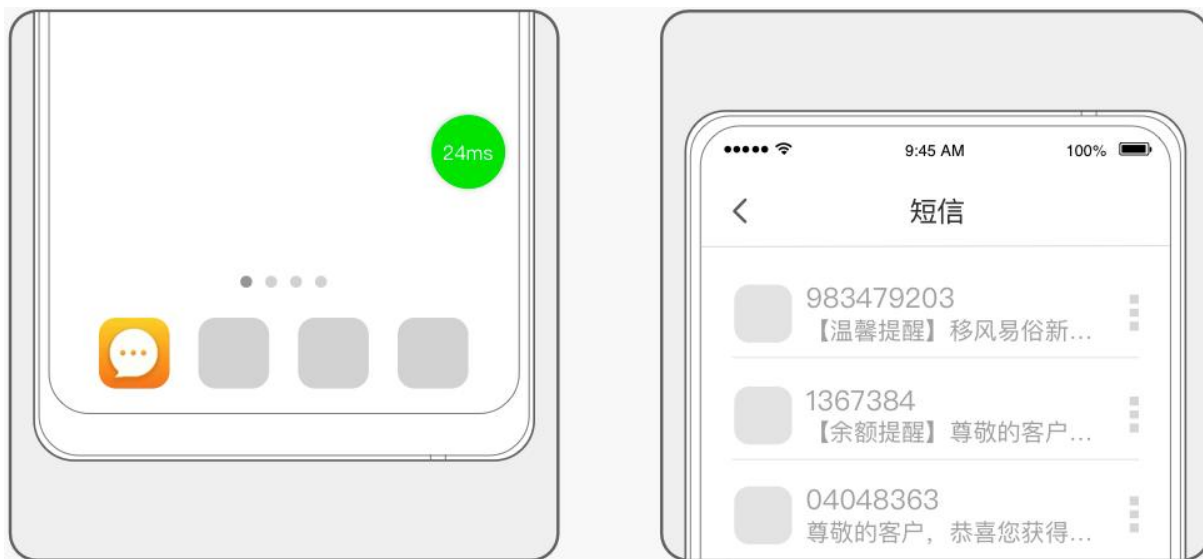 24ms
9:45 AM
100%
短信
983479203
【温馨提醒】移风易俗新...
1367384
【余额提醒】尊敬的客户...
04048363
尊敬的客户，恭喜您获得...